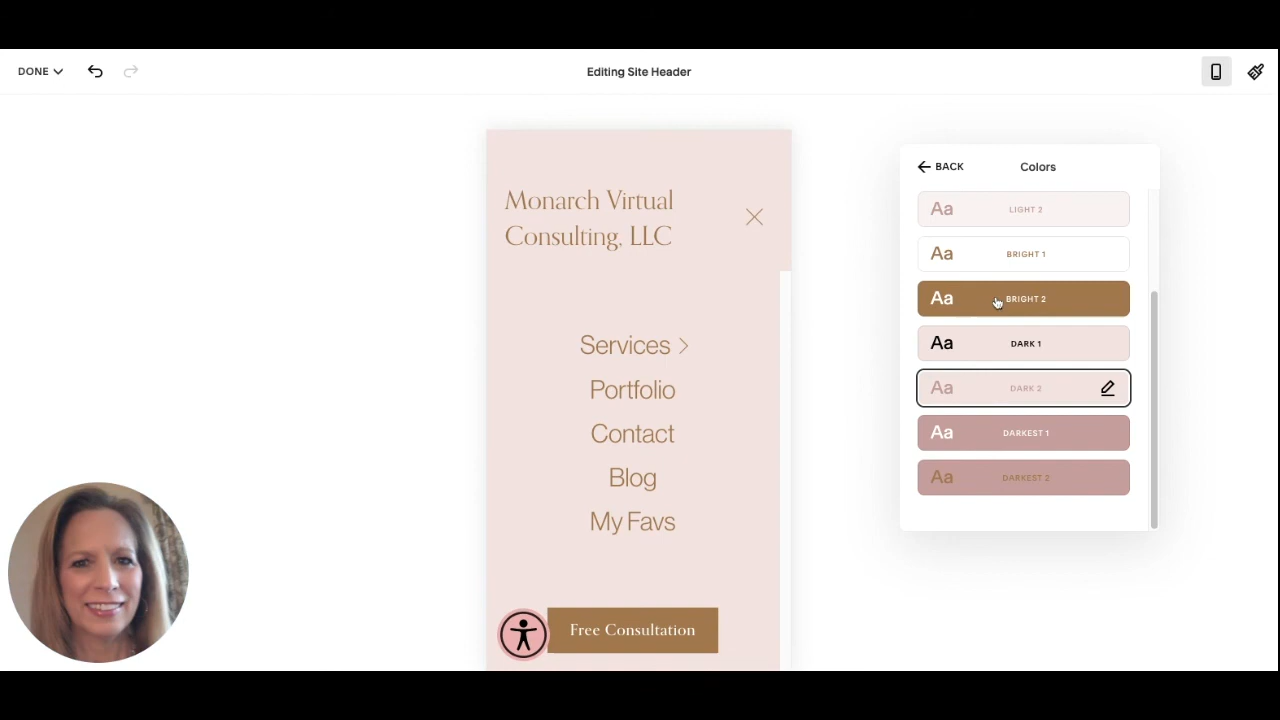 DONE
Editing Site Header
Monarch Virtual
Consulting, LLC
Services
Portfolio
Contact
Blog
My Favs
Free Consultation
BACK
Colors
Aa LIGHT 2
Aa BRIGHT 1
Aa BRIGHT 2
Aa DARK 1
Aa DARK 2
Aa DARKEST 1
Aa DARKEST 2